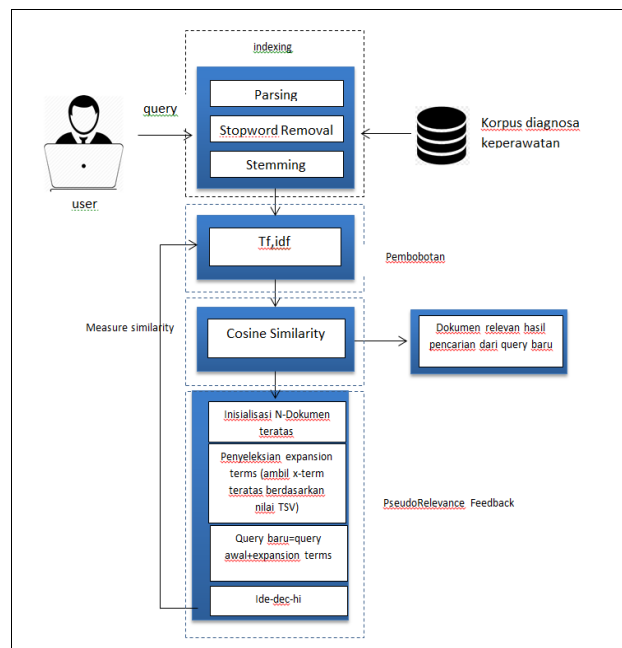 indexing
Parsing
query
Stopword Removal
Korpus diagnosa
keperawatan
Stemming
user
Tf,idf
Pembobotan
Measure similarity
Cosine Similarity
Dokumen relevan hasil
pencarian dari query baru
Inisialisasi N-Dokumen
teratas
Penyeleksian expansion
terms (ambil x-term
teratas berdasarkan
nilai TSV)
PseudoRelevance Feedback
Query baru=query
awal+expansion terms
Ide-dec-hi